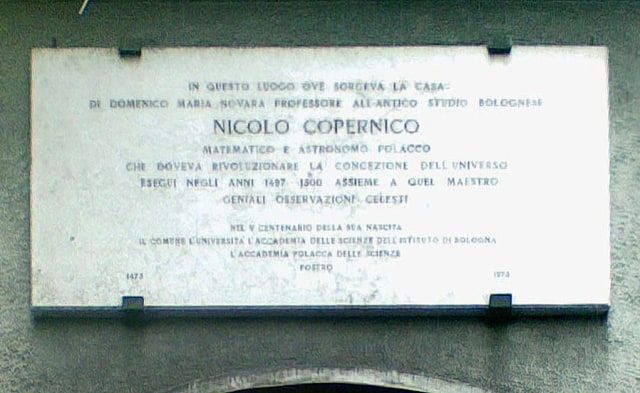 IN QUESTO LUOGO OVE SORGEVA LA CASA
DI DOMENICO MARIA NOVARA PROFESSORE ALL'ANTICO STUDIO BOLOGNESE
NICOLO COPERNICO
MATEMATICO E ASTRONOMO POLACCO
CHE DOVEVA RIVOLUZIONARE LA CONCEZIONE DELL'UNIVERSO
ESEGUI NEGLI ANNI 1497-1500 ASSIEME A QUEL MAESTRO
GENIALI OSSERVAZIONI CELESTI
NEL V CENTENARIO DELLA SUA NASCITA
IL COMUNE L'UNIVERSITÀ L'ACCADEMIA DELLE SCIENZE DELL'ISTITUTO DI BOLOGNA
L'ACCADEMIA POLACCA DELLE SCIENZE
POSERO
1473 1973